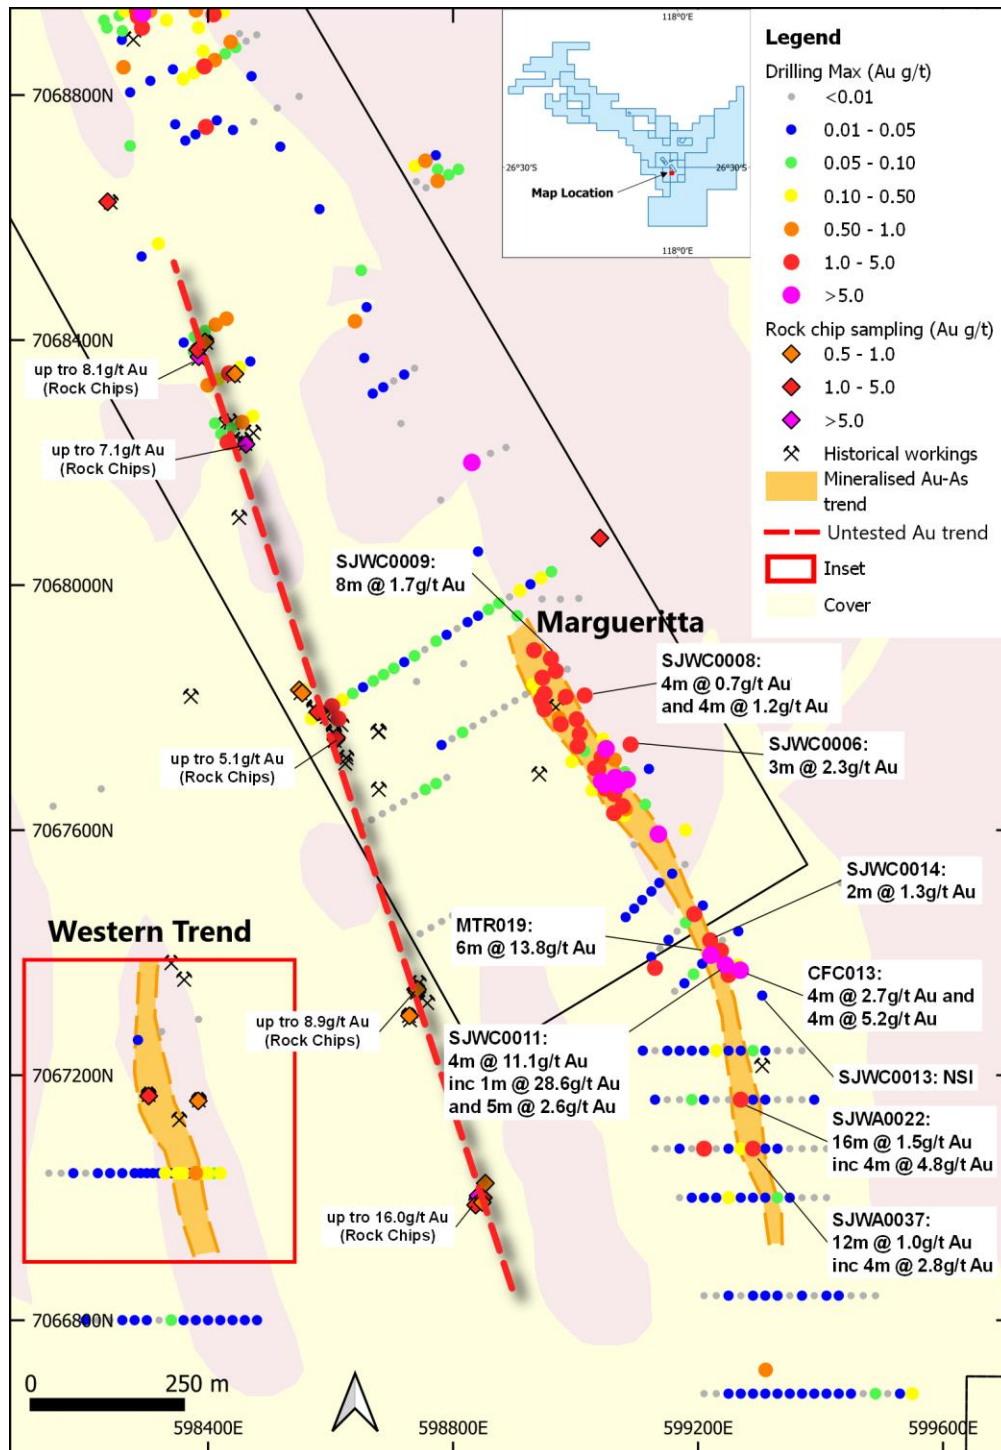 118°0'E
26°30'S
26°30'S
Map Location
118°0'E
Legend
Drilling Max (Au g/t)
<0.01
0.01 - 0.05
0.05 - 0.10
0.10 - 0.50
0.50 - 1.0
1.0 - 5.0
>5.0
Rock chip sampling (Au g/t)
0.5 - 1.0
1.0 - 5.0
>5.0
Historical workings
Mineralised Au-As
trend
Untested Au trend
Inset
Cover
7068800N
7068400N
up tro 8.1g/t Au
(Rock Chips)
up tro 7.1g/t Au
(Rock Chips)
SJWC0009:
8m @ 1.7g/t Au
7068000N
Margueritta
SJWC0008:
4m @ 0.7g/t Au
and 4m @ 1.2g/t Au
SJWC0006:
3m @ 2.3g/t Au
up tro 5.1g/t Au
(Rock Chips)
7067600N
SJWC0014:
2m @ 1.3g/t Au
Western Trend
MTR019:
6m @ 13.8g/t Au
CFC013:
4m @ 2.7g/t Au and
4m @ 5.2g/t Au
up tro 8.9g/t Au
(Rock Chips)
SJWC0011:
4m @ 11.1g/t Au
inc 1m @ 28.6g/t Au
and 5m @ 2.6g/t Au
SJWC0013: NSI
7067200N
SJWA0022:
16m @ 1.5g/t Au
inc 4m @ 4.8g/t Au
up tro 16.0g/t Au
(Rock Chips)
SJWA0037:
12m @ 1.0g/t Au
inc 4m @ 2.8g/t Au
7066800N
0 250 m
598400E
598800E
599200E
599600E